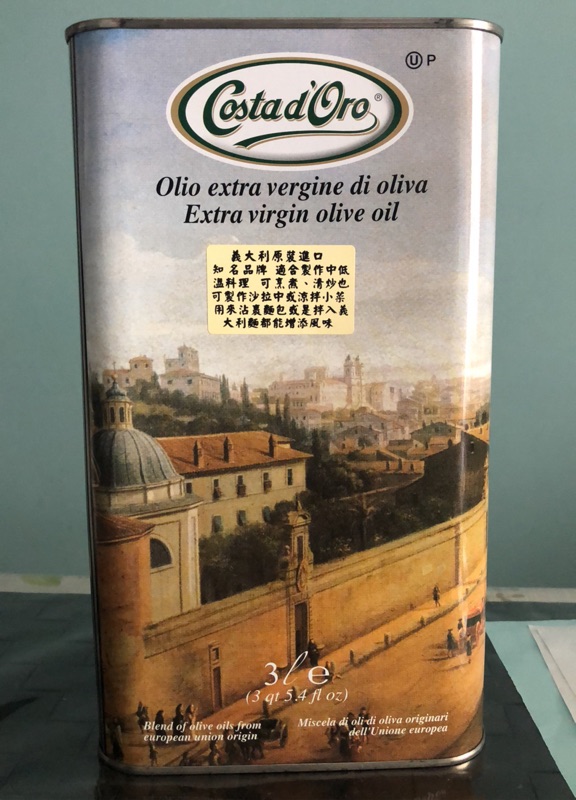 Ⓤ P
Costa d'Oro®
Olio extra vergine di oliva
Extra virgin olive oil
義大利原裝進口
知名品牌 適合製作中低
溫料理 可烹煮、清炒也
可製作沙拉中或涼拌小菜
用來沾裹麵包或是拌入義
大利麵都能增添風味
3 l e
(3 qt 5.4 fl oz)
Blend of olive oils from
european union origin
Miscela di oli di oliva originari
dell'Unione europea